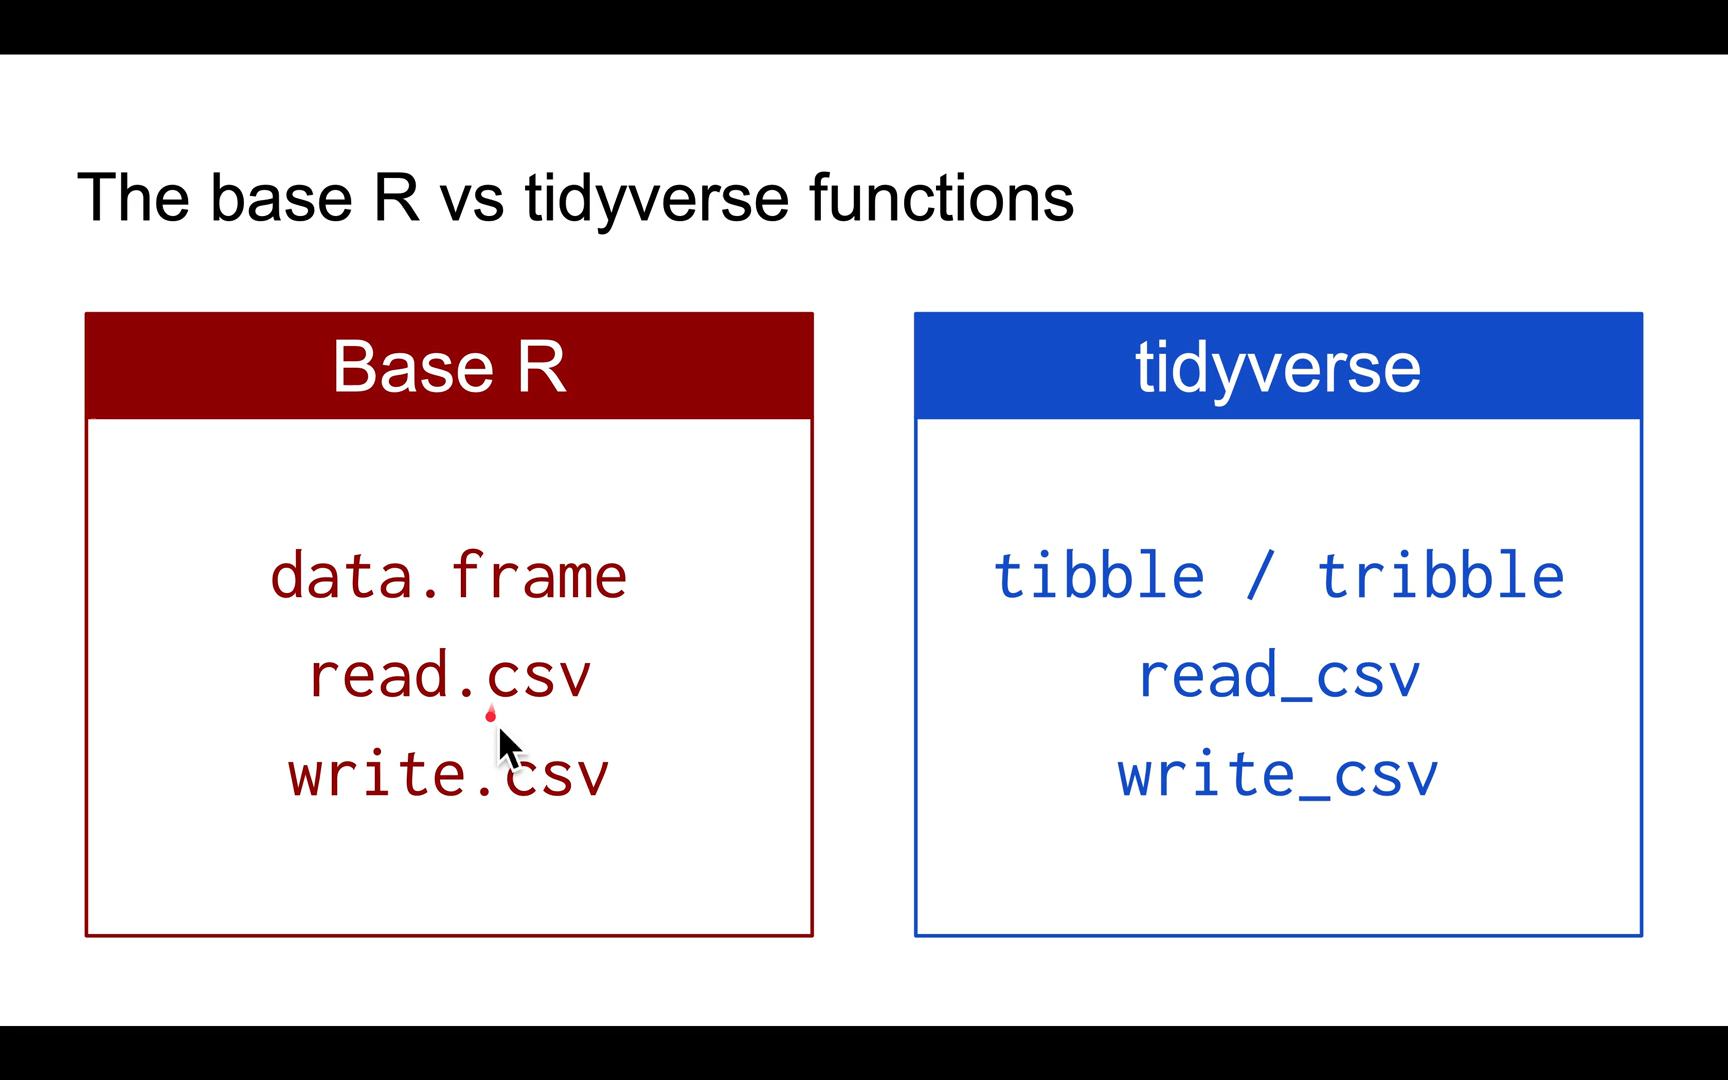 The base R vs tidyverse functions
Base R
data.frame
read.csv
write.csv
tidyverse
tibble / tribble
read_csv
write_csv